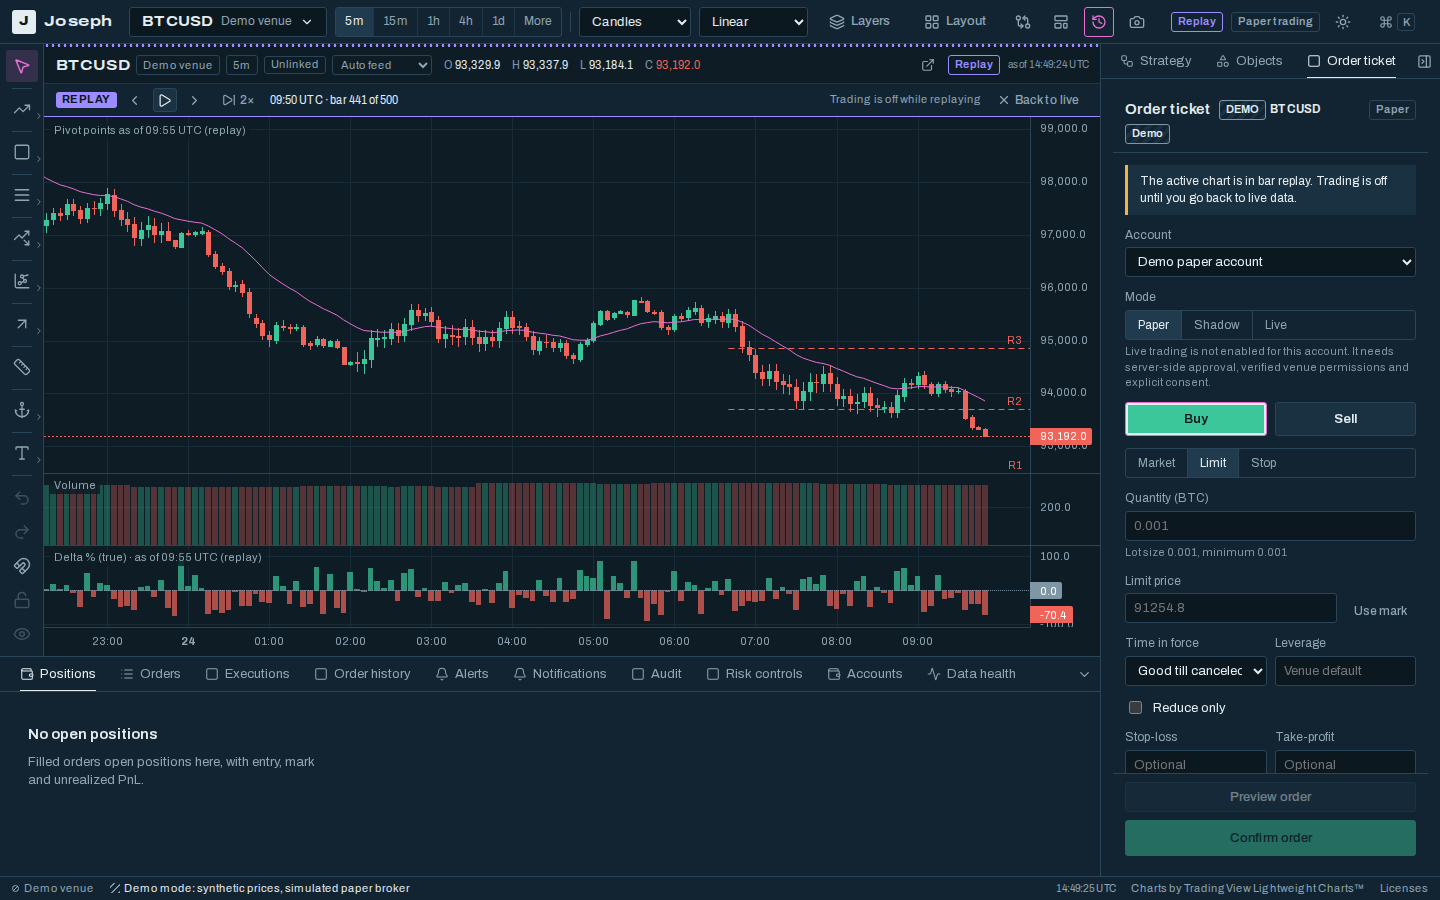 J Joseph BTCUSD Demo venue 5m 15m 1h 4h 1d More Candles Linear Layers Layout Replay Paper trading ⌘ K
BTCUSD Demo venue 5m Unlinked Auto feed O 93,329.9 H 93,337.9 L 93,184.1 C 93,192.0 Replay as of 14:49:24 UTC
REPLAY 2× 09:50 UTC · bar 441 of 500 Trading is off while replaying Back to live
Pivot points as of 09:55 UTC (replay)
99,000.0
98,000.0
97,000.0
96,000.0
R3 95,000.0
94,000.0
R2
93,192.0
93,000.0
R1
Volume
200.0
Delta % (true) · as of 09:55 UTC (replay)
100.0
0.0
-70.4
-100.0
23:00 24 01:00 02:00 03:00 04:00 05:00 06:00 07:00 08:00 09:00
Positions Orders Executions Order history Alerts Notifications Audit Risk controls Accounts Data health
No open positions
Filled orders open positions here, with entry, mark
and unrealized PnL.
Strategy Objects Order ticket
Order ticket DEMO BTCUSD Paper
Demo
The active chart is in bar replay. Trading is off
until you go back to live data.
Account
Demo paper account
Mode
Paper Shadow Live
Live trading is not enabled for this account. It needs
server-side approval, verified venue permissions and
explicit consent.
Buy Sell
Market Limit Stop
Quantity (BTC)
0.001
Lot size 0.001, minimum 0.001
Limit price
91254.8 Use mark
Time in force Leverage
Good till canceled Venue default
Reduce only
Stop-loss Take-profit
Optional Optional
Preview order
Confirm order
Demo venue Demo mode: synthetic prices, simulated paper broker 14:49:25 UTC Charts by TradingView Lightweight Charts™ Licenses